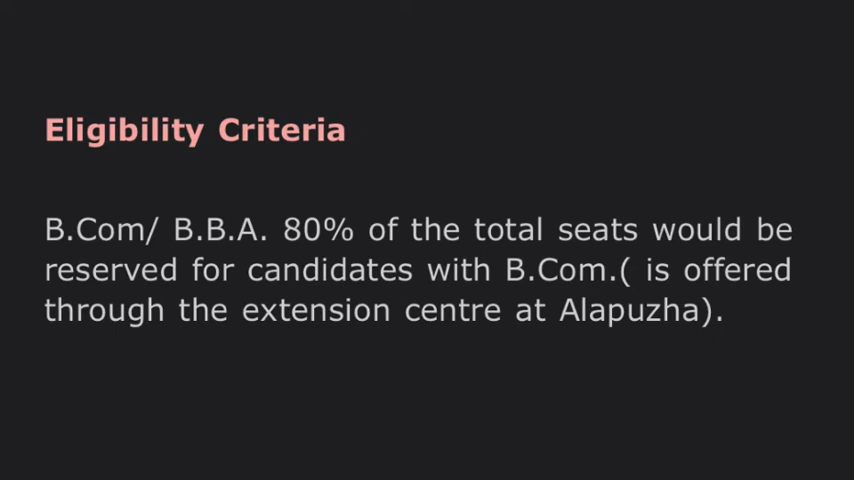 Eligibility Criteria
B.Com/ B.B.A. 80% of the total seats would be
reserved for candidates with B.Com.( is offered
through the extension centre at Alapuzha).